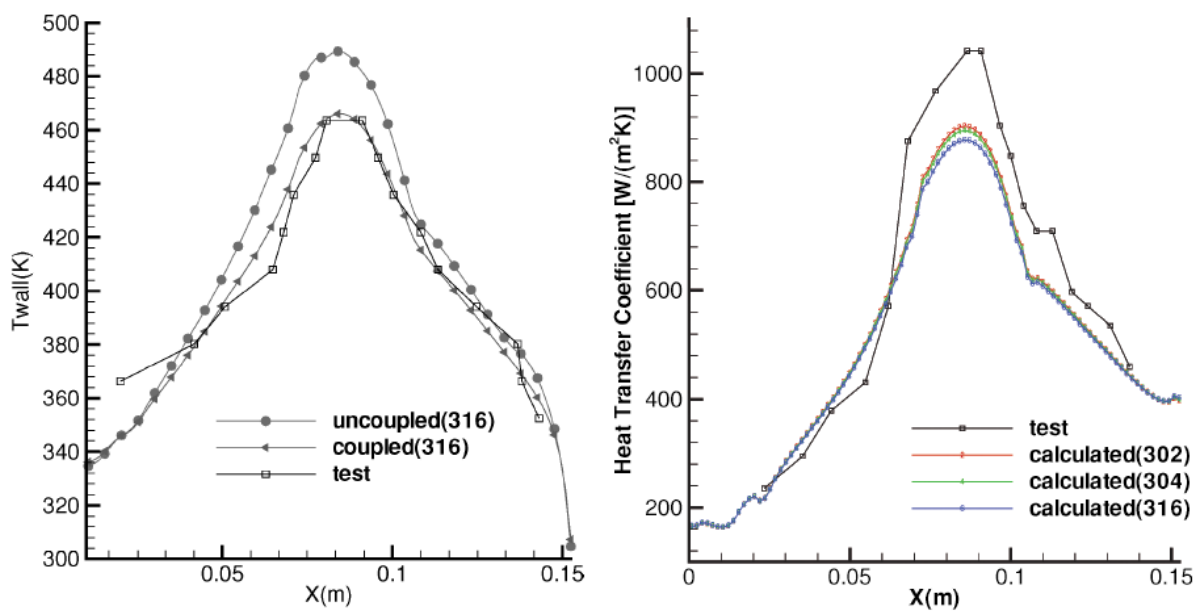 500
480
460
440
420
400
380
360
340
320
300
Twall(K)
0.05
0.1
0.15
X(m)
uncoupled(316)
coupled(316)
test
1000
800
600
400
200
Heat Transfer Coefficient [W/(m²K)]
0
0.05
0.1
0.15
X(m)
test
calculated(302)
calculated(304)
calculated(316)